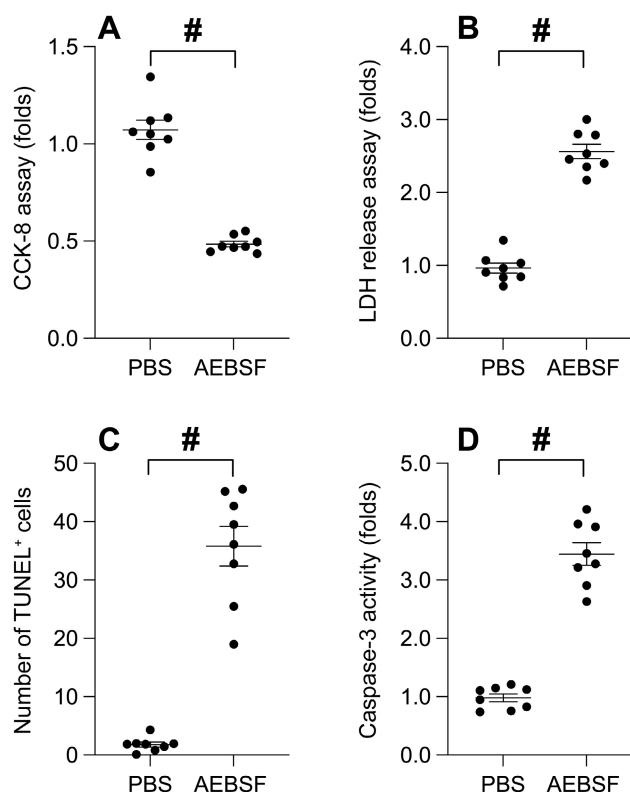 A
#
CCK-8 assay (folds)
1.5
1.0
0.5
0.0
PBS AEBSF
B
#
LDH release assay (folds)
4.0
3.0
2.0
1.0
0.0
PBS AEBSF
C
#
Number of TUNEL⁺ cells
50
40
30
20
10
0
PBS AEBSF
D
#
Caspase-3 activity (folds)
5.0
4.0
3.0
2.0
1.0
0.0
PBS AEBSF